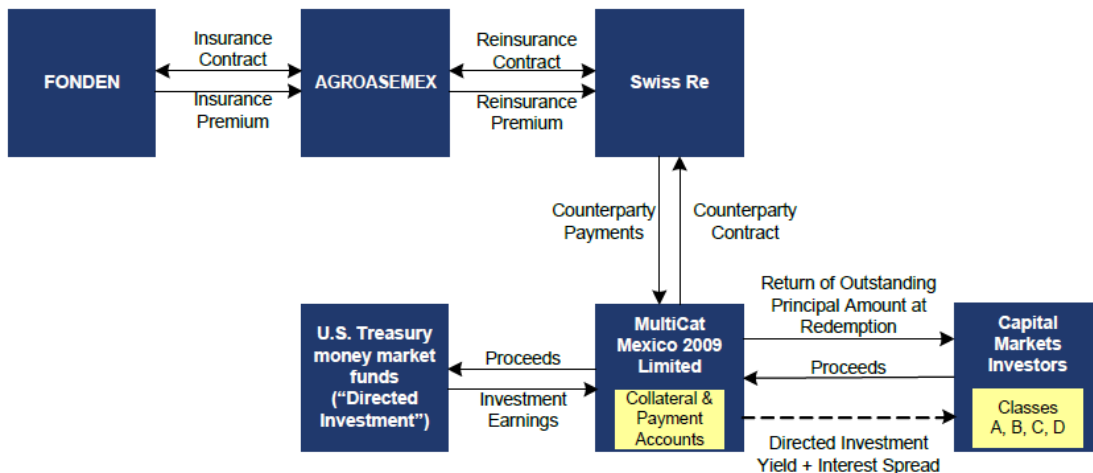 FONDEN
Insurance
Contract
Insurance
Premium
AGROASEMEX
Reinsurance
Contract
Reinsurance
Premium
Swiss Re
Counterparty
Payments
Counterparty
Contract
U.S. Treasury
money market
funds
(“Directed
Investment”)
Proceeds
Investment
Earnings
MultiCat
Mexico 2009
Limited
Collateral &
Payment
Accounts
Return of Outstanding
Principal Amount at
Redemption
Proceeds
Directed Investment
Yield + Interest Spread
Capital
Markets
Investors
Classes
A, B, C, D